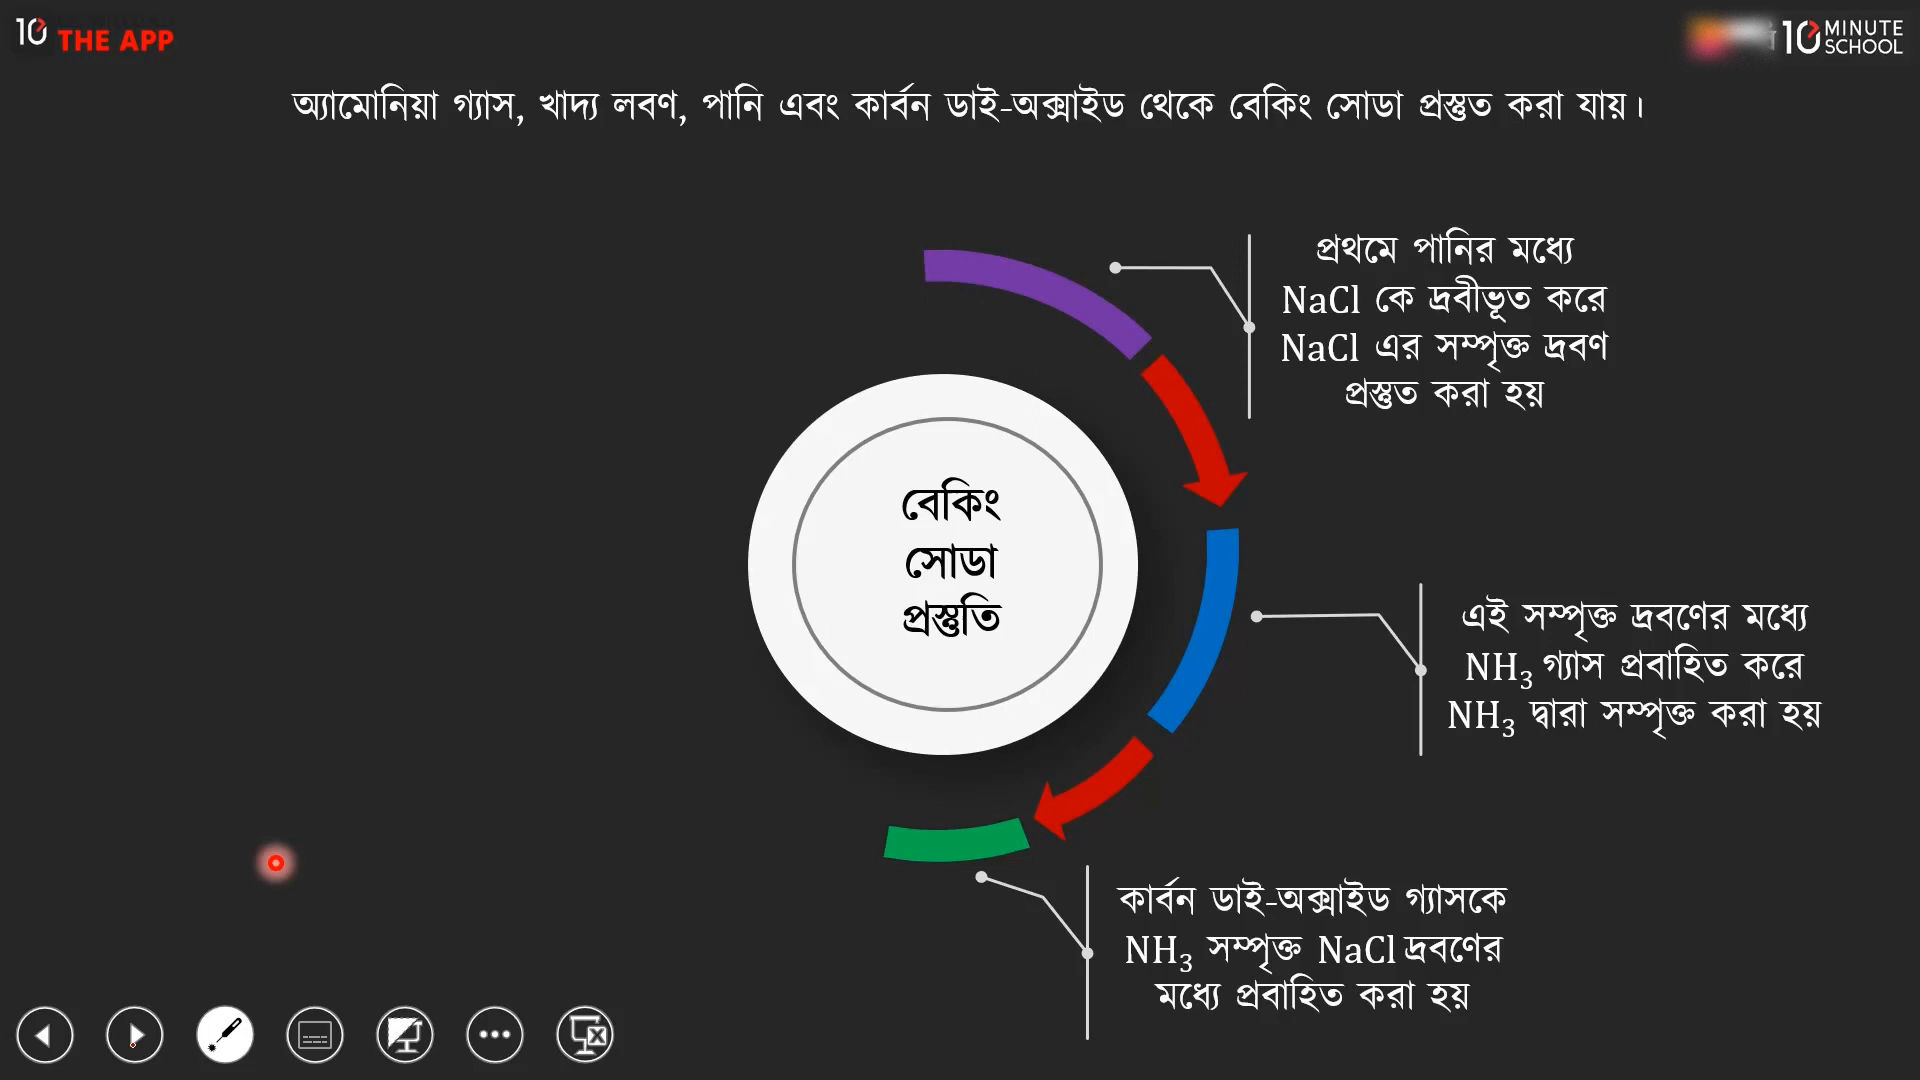 10 THE APP
10 MINUTE
SCHOOL
অ্যামোনিয়া গ্যাস, খাদ্য লবণ, পানি এবং কার্বন ডাই-অক্সাইড থেকে বেকিং সোডা প্রস্তুত করা যায়।
প্রথমে পানির মধ্যে
NaCl কে দ্রবীভূত করে
NaCl এর সম্পৃক্ত দ্রবণ
প্রস্তুত করা হয়
বেকিং
সোডা
প্রস্তুতি
এই সম্পৃক্ত দ্রবণের মধ্যে
NH₃ গ্যাস প্রবাহিত করে
NH₃ দ্বারা সম্পৃক্ত করা হয়
কার্বন ডাই-অক্সাইড গ্যাসকে
NH₃ সম্পৃক্ত NaCl দ্রবণের
মধ্যে প্রবাহিত করা হয়